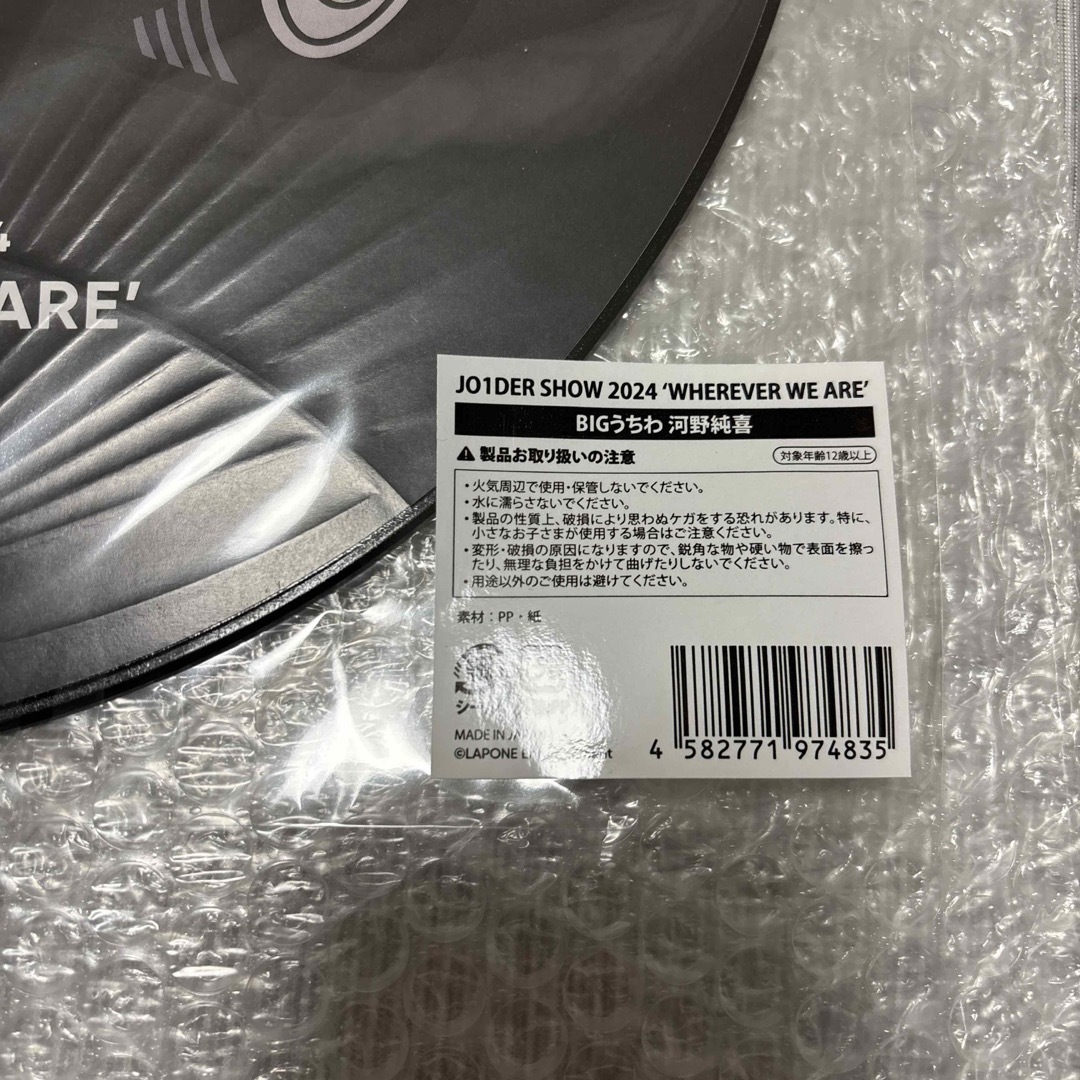 4
ARE’
JO1DER SHOW 2024 ‘WHEREVER WE ARE’
BIGうちわ 河野純喜
製品お取り扱いの注意
対象年齢12歳以上
・火気周辺で使用・保管しないでください。
・水に濡らさないでください。
・製品の性質上、破損により思わぬケガをする恐れがあります。特に、
小さなお子さまが使用する場合はご注意ください。
・変形・破損の原因になりますので、鋭角な物や硬い物で表面を擦っ
たり、無理な負担をかけて曲げたりしないでください。
・用途以外のご使用は避けてください。
素材：PP・紙
MADE IN
©LAPONE
4 582771 974835